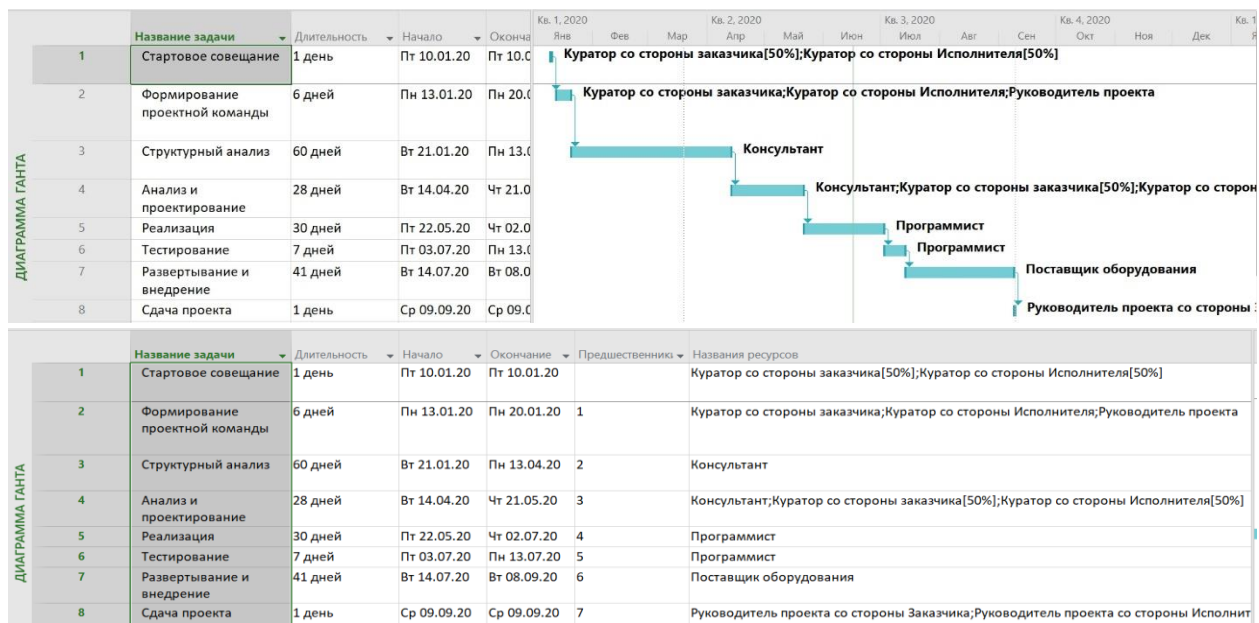 Кв. 1, 2020 Кв. 2, 2020 Кв. 3, 2020 Кв. 4, 2020 Кв. 1
Название задачи Длительность Начало Оконча Янв Фев Мар Апр Май Июн Июл Авг Сен Окт Ноя Дек
1 Стартовое совещание 1 день Пт 10.01.20 Пт 10.0 Куратор со стороны заказчика[50%];Куратор со стороны Исполнителя[50%]
2 Формирование проектной команды 6 дней Пн 13.01.20 Пн 20.0 Куратор со стороны заказчика;Куратор со стороны Исполнителя;Руководитель проекта
3 Структурный анализ 60 дней Вт 21.01.20 Пн 13.0 Консультант
4 Анализ и проектирование 28 дней Вт 14.04.20 Чт 21.0 Консультант;Куратор со стороны заказчика[50%];Куратор со сторон
5 Реализация 30 дней Пт 22.05.20 Чт 02.0 Программист
6 Тестирование 7 дней Пт 03.07.20 Пн 13.0 Программист
7 Развертывание и внедрение 41 дней Вт 14.07.20 Вт 08.0 Поставщик оборудования
8 Сдача проекта 1 день Ср 09.09.20 Ср 09.0 Руководитель проекта со стороны
ДИАГРАММА ГАНТА
Название задачи Длительность Начало Окончание Предшественники Названия ресурсов
1 Стартовое совещание 1 день Пт 10.01.20 Пт 10.01.20 Куратор со стороны заказчика[50%];Куратор со стороны Исполнителя[50%]
2 Формирование проектной команды 6 дней Пн 13.01.20 Пн 20.01.20 1 Куратор со стороны заказчика;Куратор со стороны Исполнителя;Руководитель проекта
3 Структурный анализ 60 дней Вт 21.01.20 Пн 13.04.20 2 Консультант
4 Анализ и проектирование 28 дней Вт 14.04.20 Чт 21.05.20 3 Консультант;Куратор со стороны заказчика[50%];Куратор со стороны Исполнителя[50%]
5 Реализация 30 дней Пт 22.05.20 Чт 02.07.20 4 Программист
6 Тестирование 7 дней Пт 03.07.20 Пн 13.07.20 5 Программист
7 Развертывание и внедрение 41 дней Вт 14.07.20 Вт 08.09.20 6 Поставщик оборудования
8 Сдача проекта 1 день Ср 09.09.20 Ср 09.09.20 7 Руководитель проекта со стороны Заказчика;Руководитель проекта со стороны Исполнит
ДИАГРАММА ГАНТА